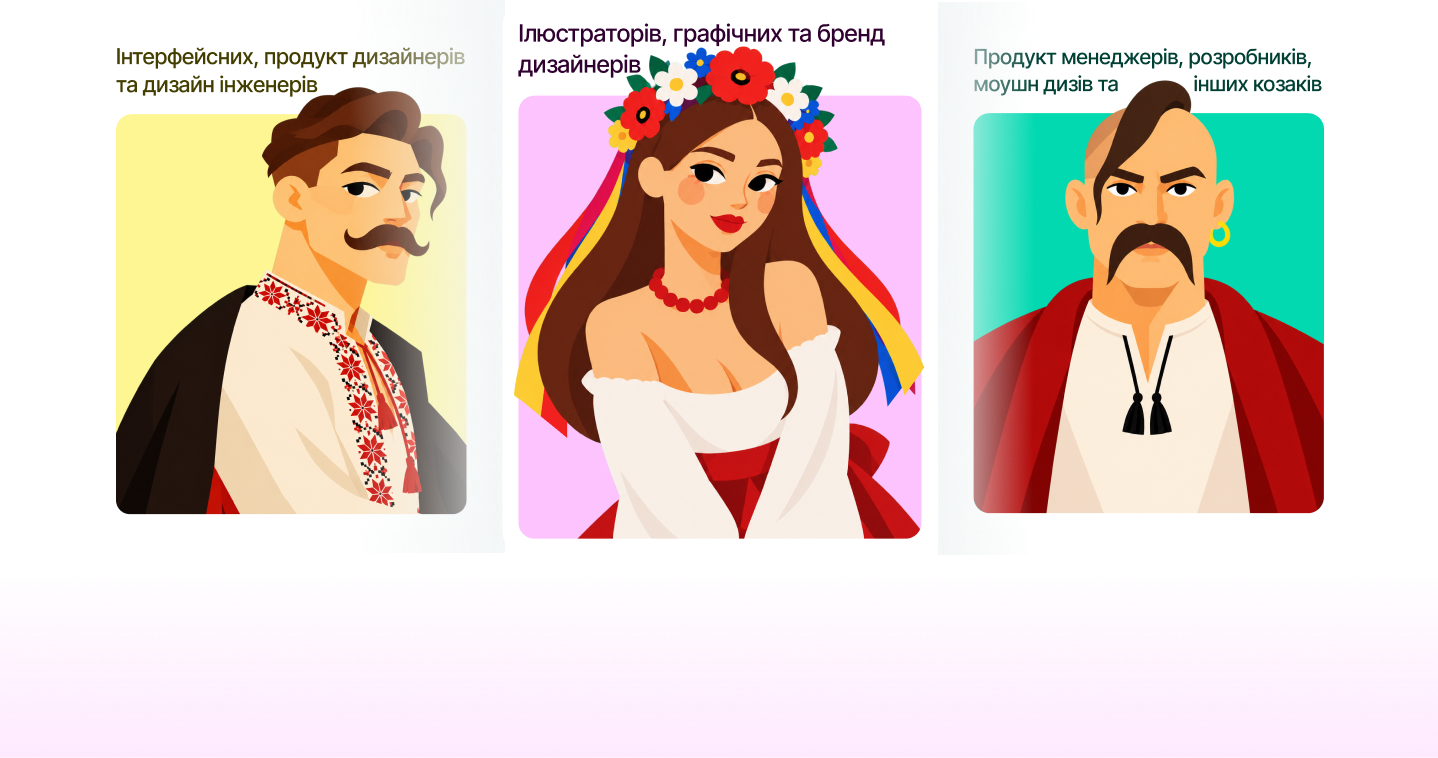 Інтерфейсних, продукт дизайнерів
та дизайн інженерів
Ілюстраторів, графічних та бренд
дизайнерів
Продукт менеджерів, розробників,
моушн дизів та інших козаків